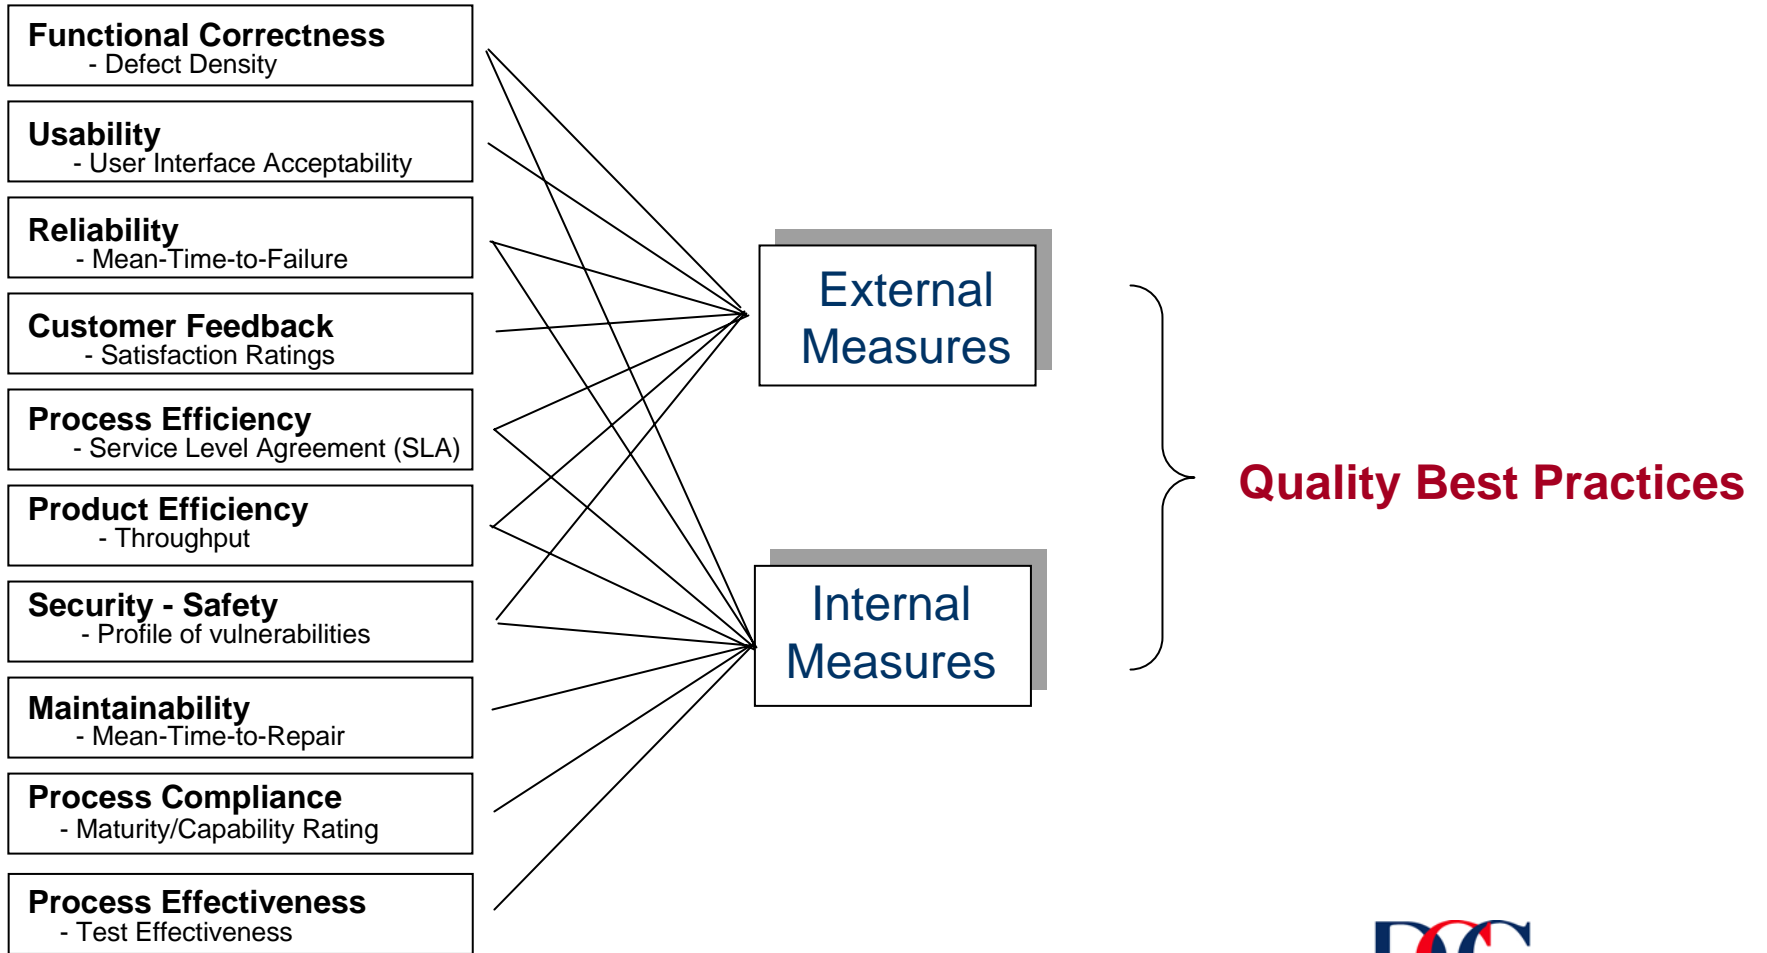 Functional Correctness
- Defect Density
Usability
- User Interface Acceptability
Reliability
- Mean-Time-to-Failure
Customer Feedback
- Satisfaction Ratings
Process Efficiency
- Service Level Agreement (SLA)
Product Efficiency
- Throughput
Security - Safety
- Profile of vulnerabilities
Maintainability
- Mean-Time-to-Repair
Process Compliance
- Maturity/Capability Rating
Process Effectiveness
- Test Effectiveness
External
Measures
Internal
Measures
Quality Best Practices